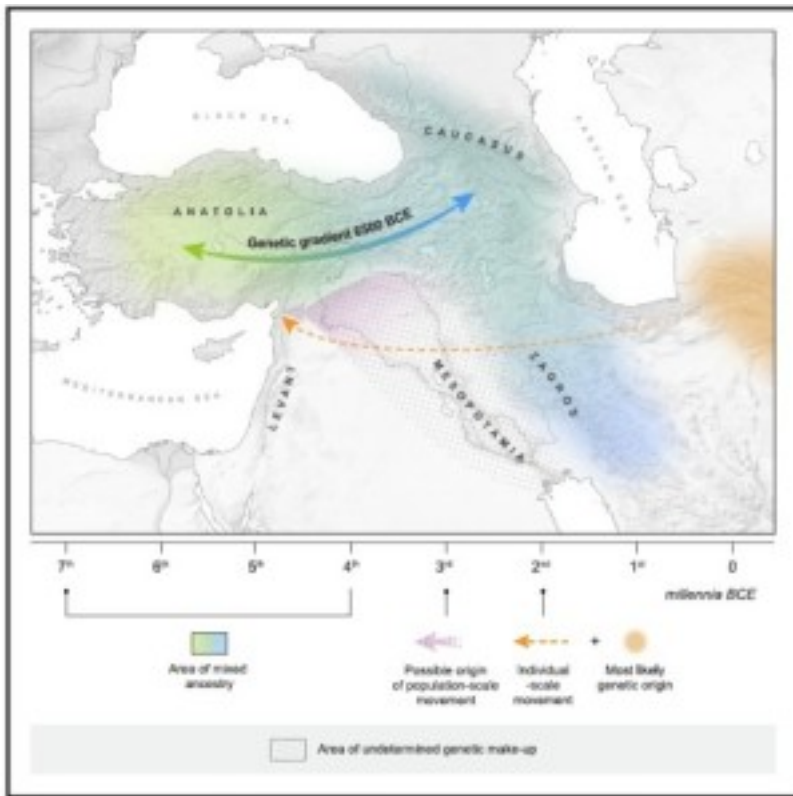 BLACK SEA
CASPIAN SEA
CAUCASUS
ANATOLIA
Genetic gradient 6500 BCE
ZAGROS
MESOPOTAMIA
LEVANT
MEDITERRANEAN SEA
7th
6th
5th
4th
3rd
2nd
1st
0
millennia BCE
+
Area of mixed
ancestry
Possible origin
of population-scale
movement
Individual
-scale
movement
Most likely
genetic origin
Area of undetermined genetic make-up